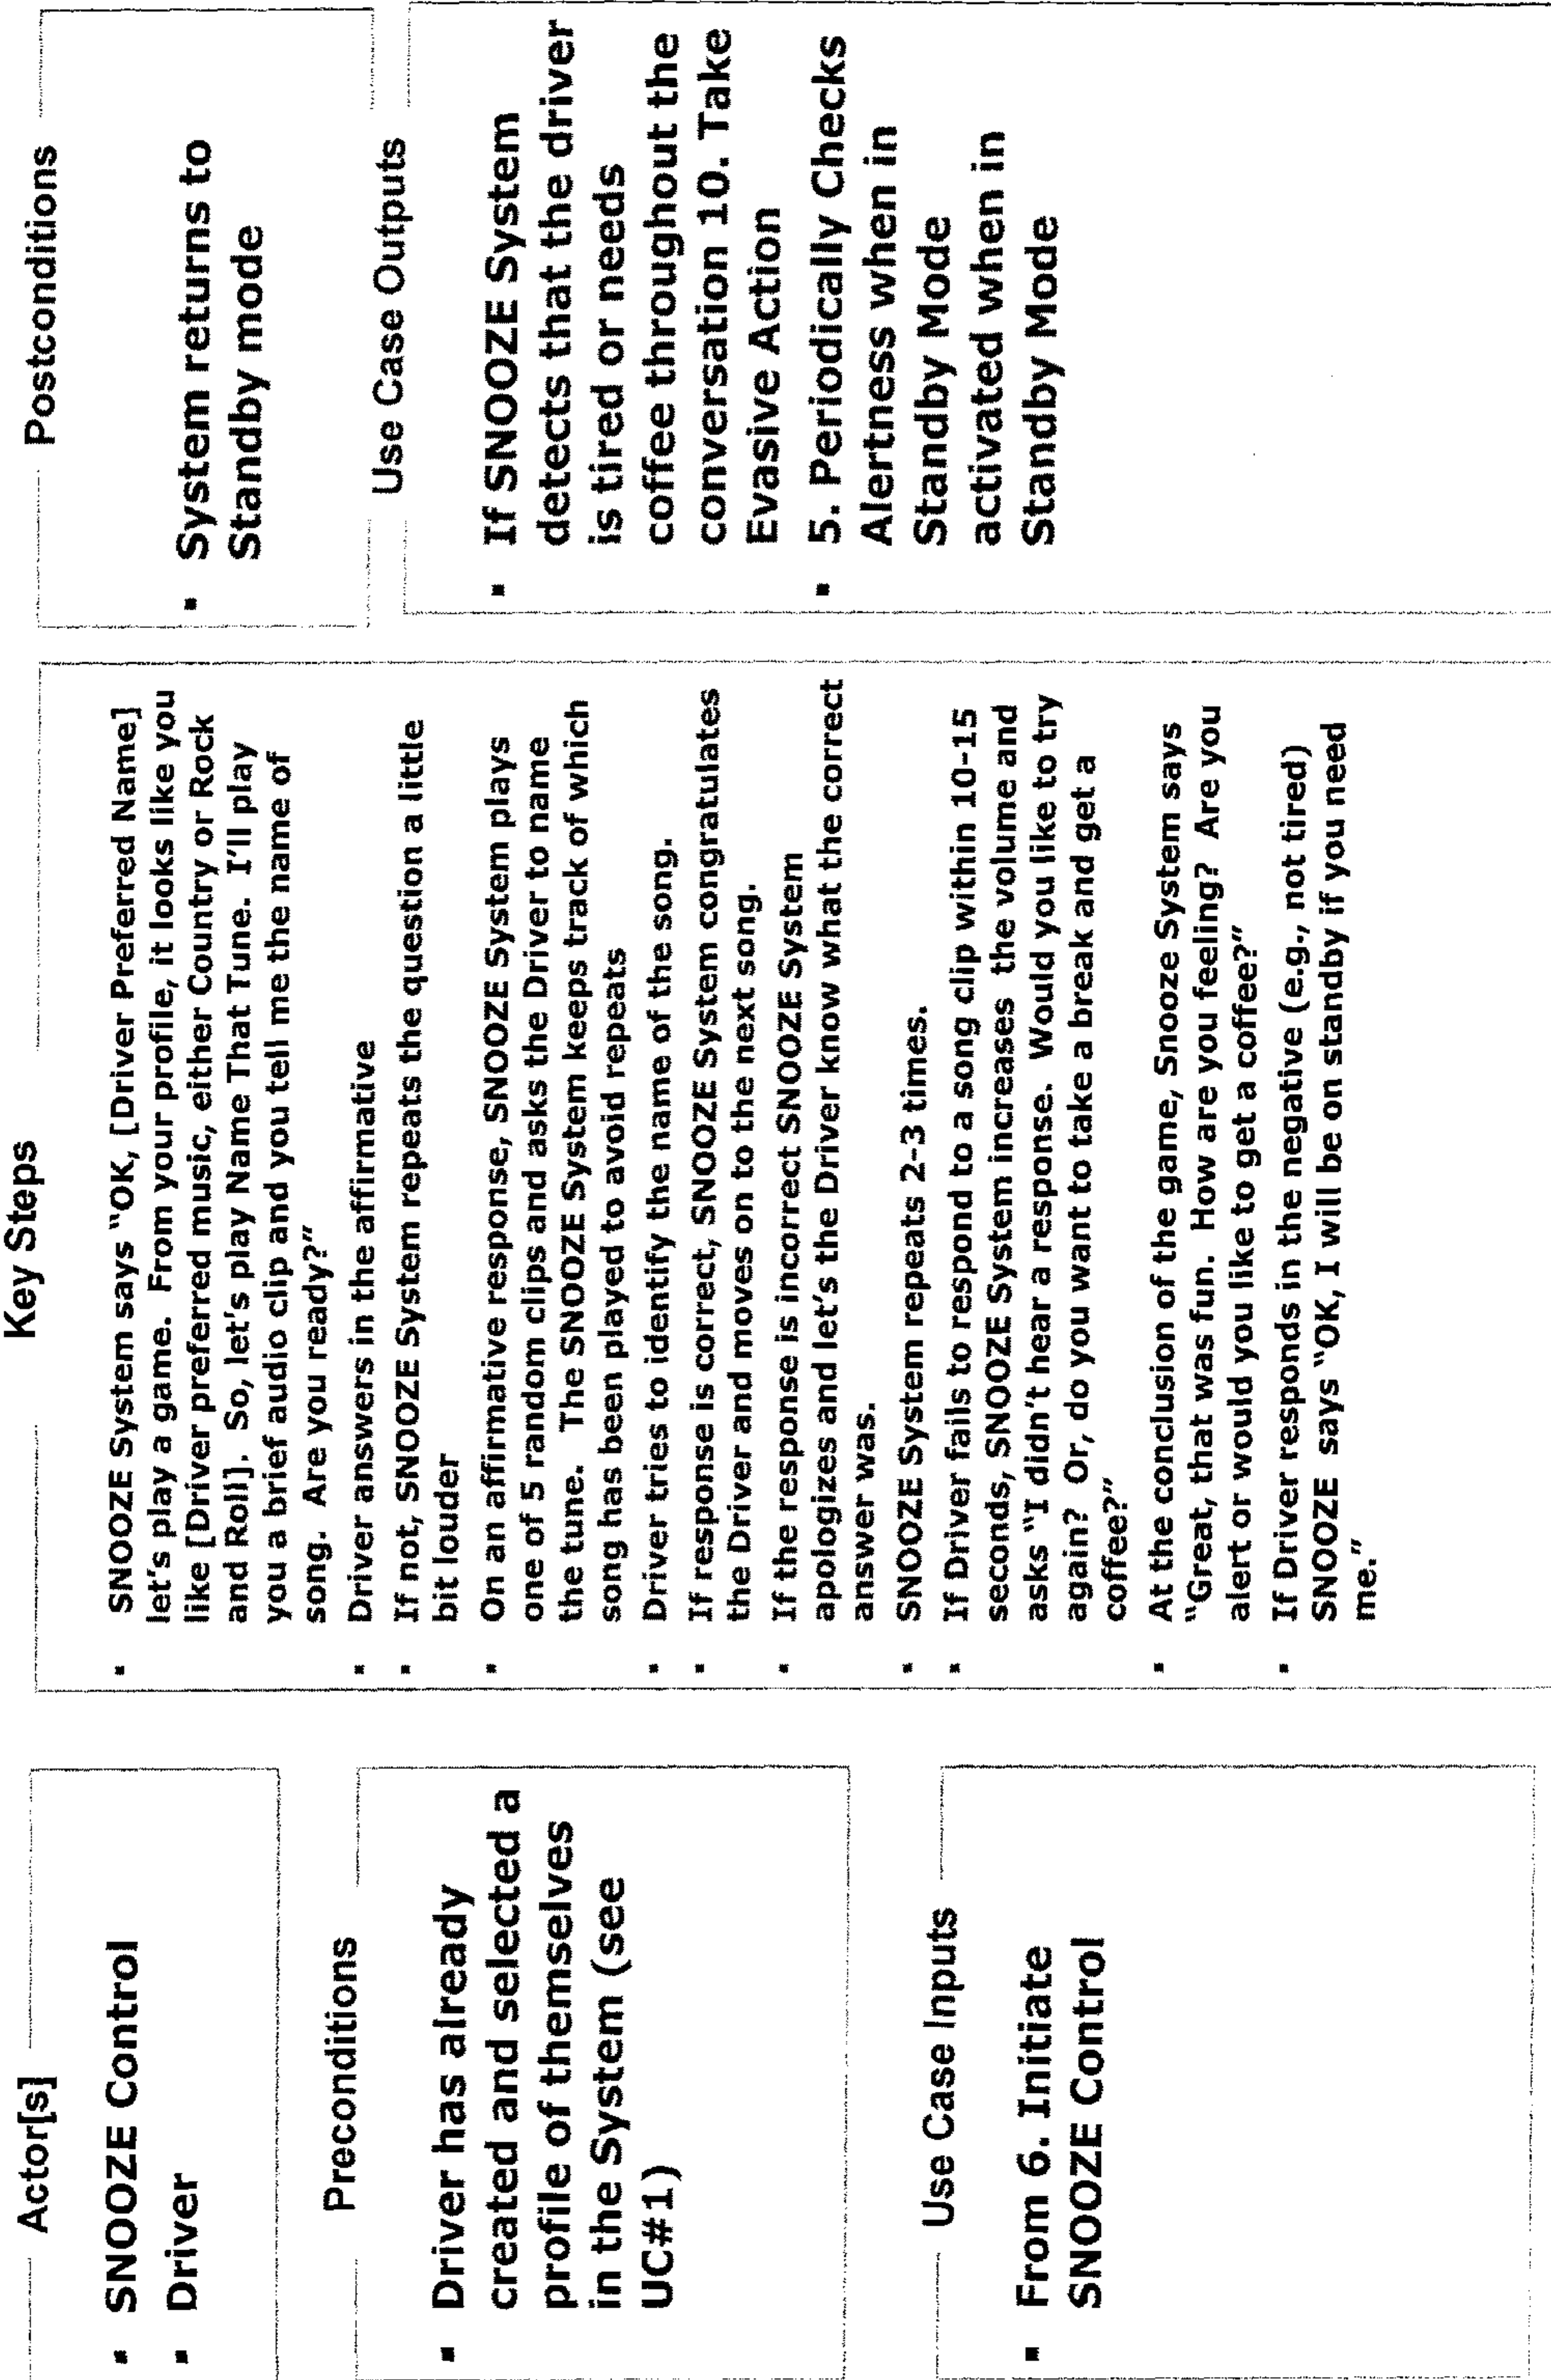 Actor[s]
▪ SNOOZE Control
▪ Driver
Preconditions
▪ Driver has already
created and selected a
profile of themselves
in the System (see
UC#1)
Use Case Inputs
▪ From 6. Initiate
SNOOZE Control
Key Steps
▪ SNOOZE System says “OK, [Driver Preferred Name]
let’s play a game. From your profile, it looks like you
like [Driver preferred music, either Country or Rock
and Roll]. So, let’s play Name That Tune. I’ll play
you a brief audio clip and you tell me the name of
song. Are you ready?”
▪ Driver answers in the affirmative
▪ If not, SNOOZE System repeats the question a little
bit louder
▪ On an affirmative response, SNOOZE System plays
one of 5 random clips and asks the Driver to name
the tune. The SNOOZE System keeps track of which
song has been played to avoid repeats
▪ Driver tries to identify the name of the song.
▪ If response is correct, SNOOZE System congratulates
the Driver and moves on to the next song.
▪ If the response is incorrect SNOOZE System
apologizes and let’s the Driver know what the correct
answer was.
▪ SNOOZE System repeats 2-3 times.
▪ If Driver fails to respond to a song clip within 10-15
seconds, SNOOZE System increases the volume and
asks “I didn’t hear a response. Would you like to try
again? Or, do you want to take a break and get a
coffee?”
▪ At the conclusion of the game, Snooze System says
“Great, that was fun. How are you feeling? Are you
alert or would you like to get a coffee?”
▪ If Driver responds in the negative (e.g., not tired)
SNOOZE says “OK, I will be on standby if you need
me.”
Postconditions
▪ System returns to
Standby mode
Use Case Outputs
▪ If SNOOZE System
detects that the driver
is tired or needs
coffee throughout the
conversation 10. Take
Evasive Action
▪ 5. Periodically Checks
Alertness when in
Standby Mode
activated when in
Standby Mode